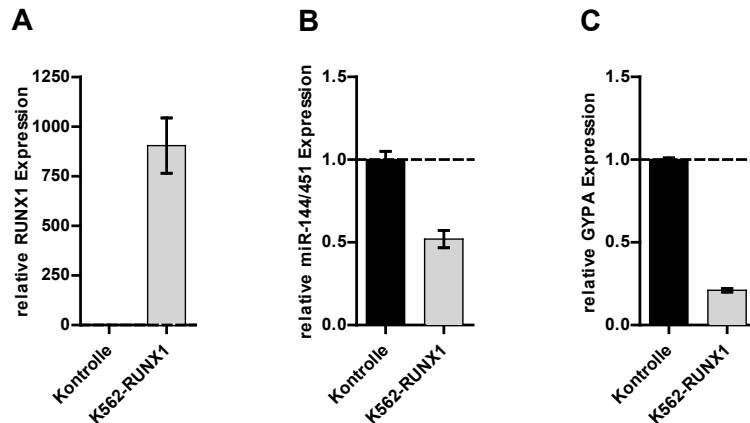 A
relative RUNX1 Expression
1250
1000
750
500
250
0
Kontrolle
K562-RUNX1
B
relative miR-144/451 Expression
1.5
1.0
0.5
0.0
Kontrolle
K562-RUNX1
C
relative GYPA Expression
1.5
1.0
0.5
0.0
Kontrolle
K562-RUNX1